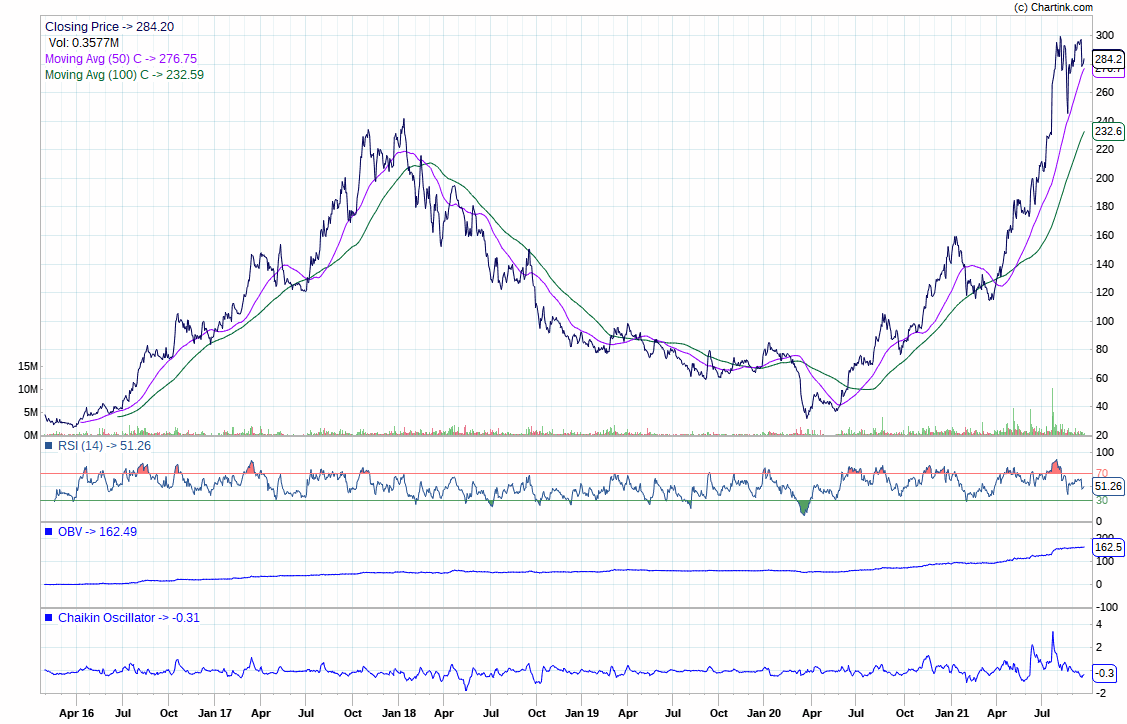 (c) Chartink.com
Closing Price -> 284.20
Vol: 0.3577M
Moving Avg (50) C -> 276.75
Moving Avg (100) C -> 232.59
300
284.2
260
240
232.6
220
200
180
160
140
120
100
80
60
40
20
15M
10M
5M
0M
RSI (14) -> 51.26
100
70
51.26
30
0
OBV -> 162.49
200
162.5
100
0
-100
Chaikin Oscillator -> -0.31
4
2
-0.3
-2
Apr 16 Jul Oct Jan 17 Apr Jul Oct Jan 18 Apr Jul Oct Jan 19 Apr Jul Oct Jan 20 Apr Jul Oct Jan 21 Apr Jul